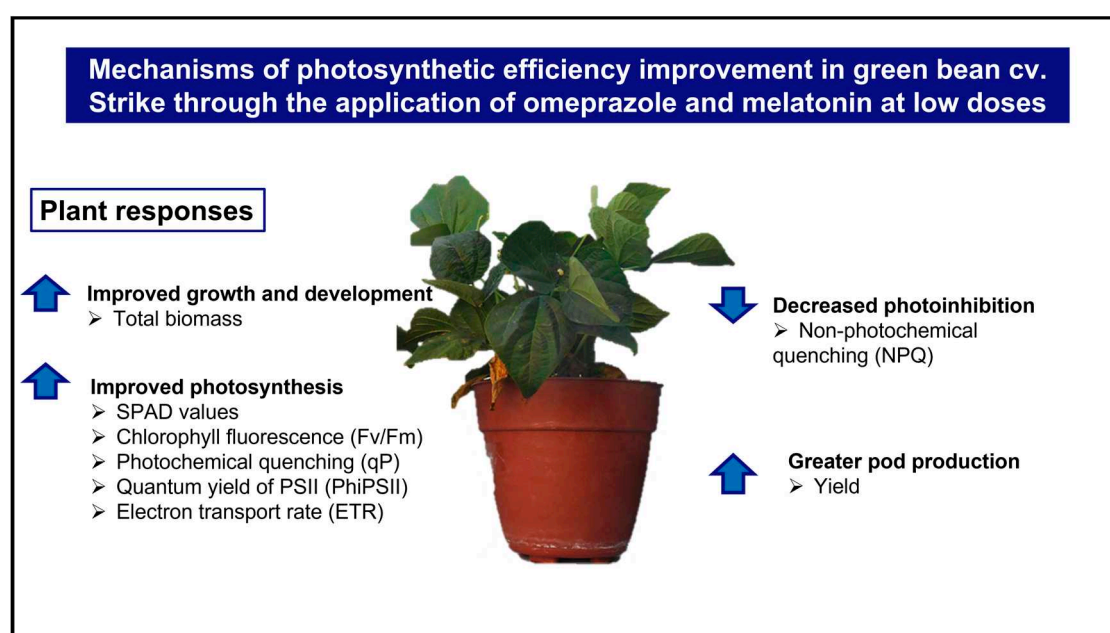 Mechanisms of photosynthetic efficiency improvement in green bean cv.
Strike through the application of omeprazole and melatonin at low doses
Plant responses
Improved growth and development
➢ Total biomass
Improved photosynthesis
➢ SPAD values
➢ Chlorophyll fluorescence (Fv/Fm)
➢ Photochemical quenching (qP)
➢ Quantum yield of PSII (PhiPSII)
➢ Electron transport rate (ETR)
Decreased photoinhibition
➢ Non-photochemical
quenching (NPQ)
Greater pod production
➢ Yield